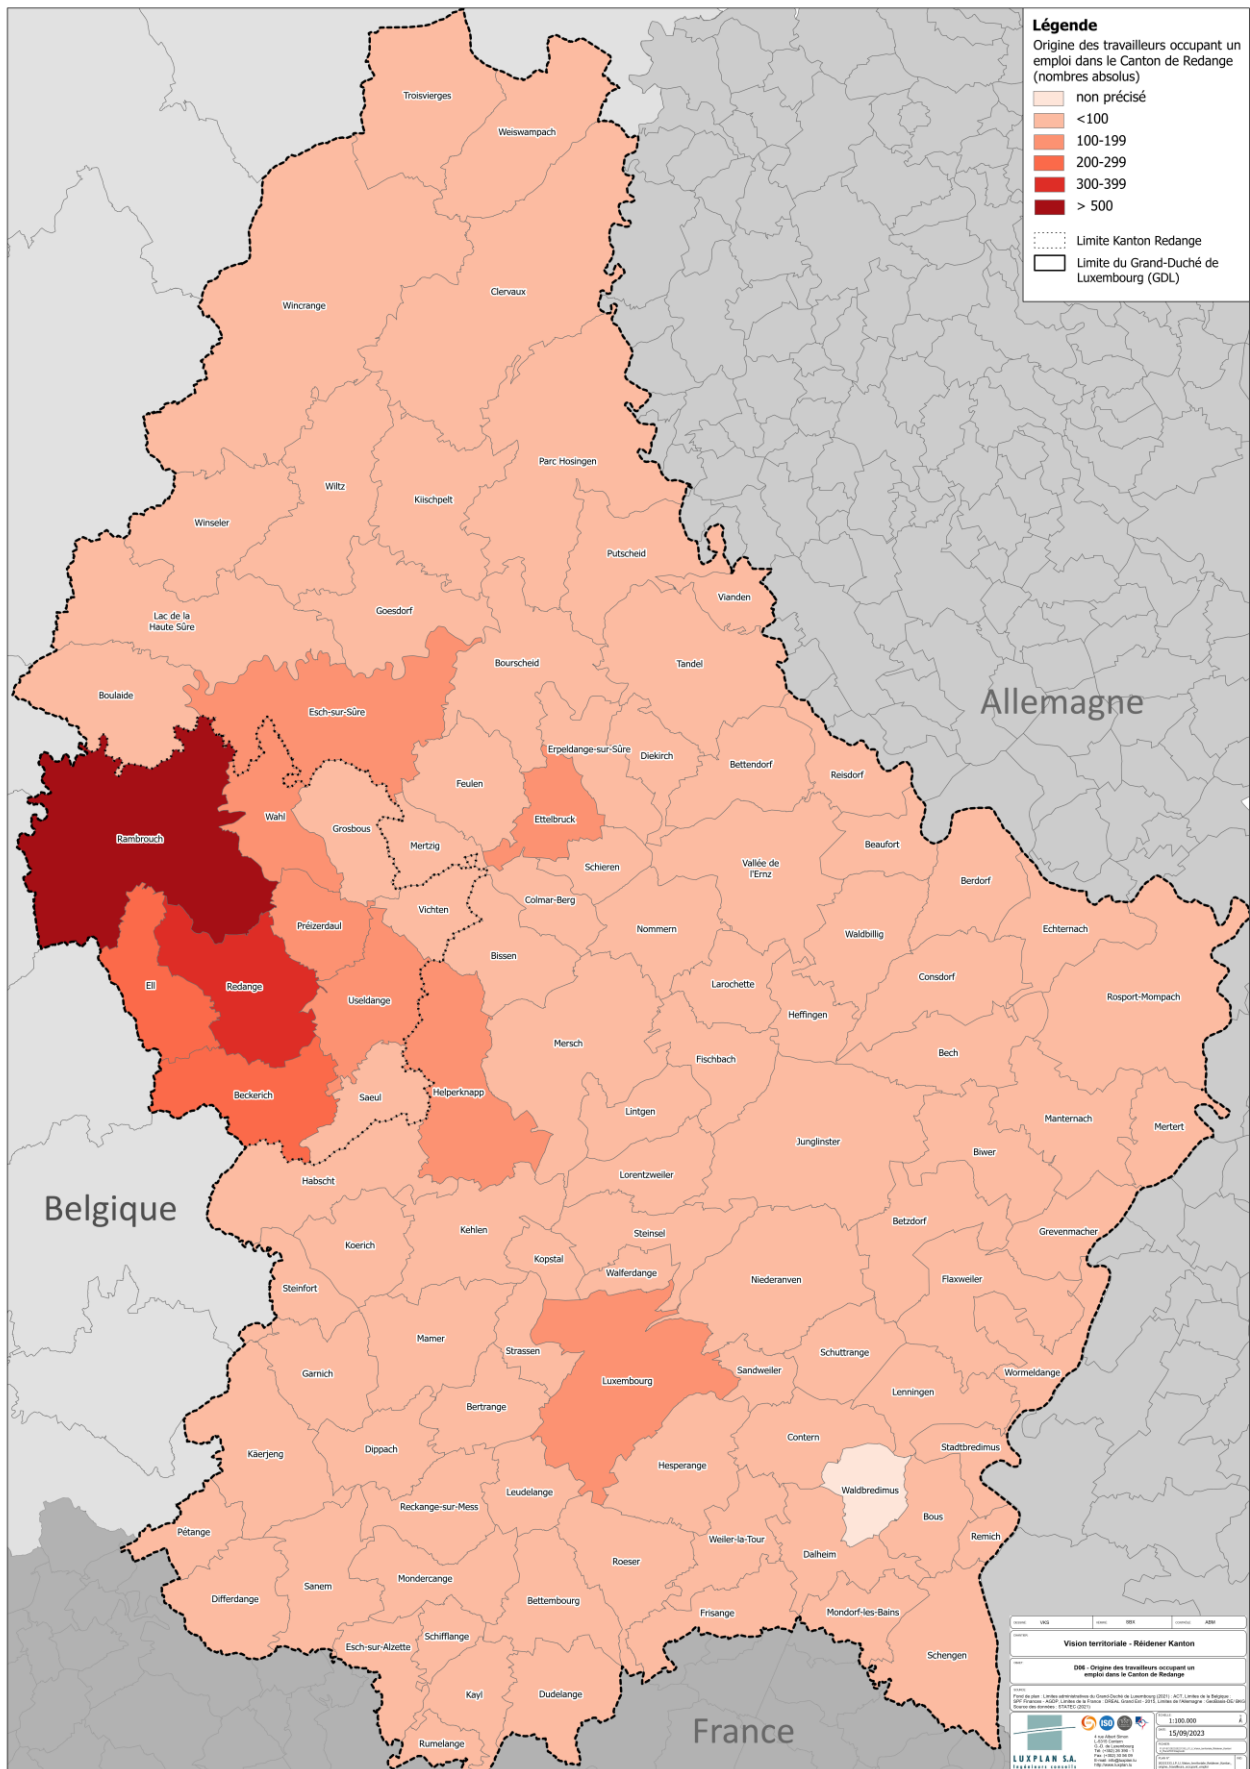 Légende
Origine des travailleurs occupant un
emploi dans le Canton de Redange
(nombres absolus)
non précisé
<100
100-199
200-299
300-399
> 500
Limite Kanton Redange
Limite du Grand-Duché de
Luxembourg (GDL)
Troisvierges
Weiswampach
Wincrange
Clervaux
Parc Hosingen
Wiltz
Kiischpelt
Winseler
Putscheid
Vianden
Lac de la
Haute Sûre
Goesdorf
Bourscheid
Tandel
Boulaide
Esch-sur-Sûre
Allemagne
Erpeldange-sur-Sûre
Diekirch
Bettendorf
Reisdorf
Feulen
Ettelbruck
Wahl
Grosbous
Rambrouch
Mertzig
Beaufort
Schieren
Vallée de
l'Ernz
Berdorf
Colmar-Berg
Vichten
Préizerdaul
Nommern
Waldbillig
Echternach
Bissen
Consdorf
Ell
Redange
Useldange
Larochette
Rosport-Mompach
Heffingen
Mersch
Fischbach
Bech
Beckerich
Saeul
Helperknapp
Lintgen
Manternach
Mertert
Junglinster
Biwer
Habscht
Lorentzweiler
Belgique
Kehlen
Steinsel
Betzdorf
Grevenmacher
Koerich
Kopstal
Walferdange
Niederanven
Flaxweiler
Steinfort
Mamer
Strassen
Schuttrange
Garnich
Luxembourg
Sandweiler
Wormeldange
Lenningen
Bertrange
Contern
Stadtbredimus
Käerjeng
Dippach
Hesperange
Leudelange
Waldbredimus
Reckange-sur-Mess
Bous
Pétange
Weiler-la-Tour
Remich
Roeser
Dalheim
Mondercange
Sanem
Differdange
Bettembourg
Frisange
Mondorf-les-Bains
Schifflange
Esch-sur-Alzette
Schengen
Kayl
Dudelange
France
Rumelange
VKG
BBX
ABM
Vision territoriale - Réidener Kanton
D06 - Origine des travailleurs occupant un
emploi dans le Canton de Redange
1:100.000
15/09/2023
ISO
LUXPLAN S.A.
Ingénieurs conseils